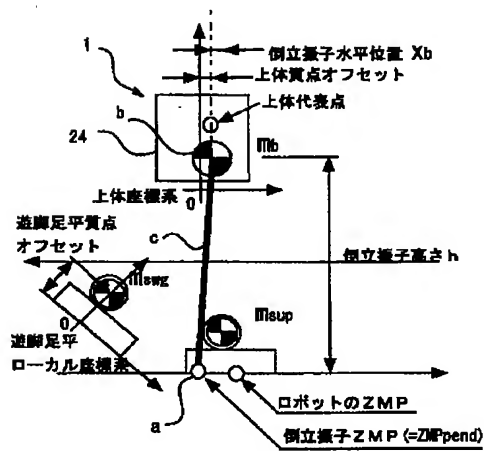 倒立振子水平位置 Xb
上体質点オフセット
1
上体代表点
b
24
mb
上体座標系
0
遊脚足平質点
オフセット
c
倒立振子高さh
mswg
msup
0
遊脚足平
ローカル座標系
a
ロボットのZMP
倒立振子ZMP(=ZMPpend)